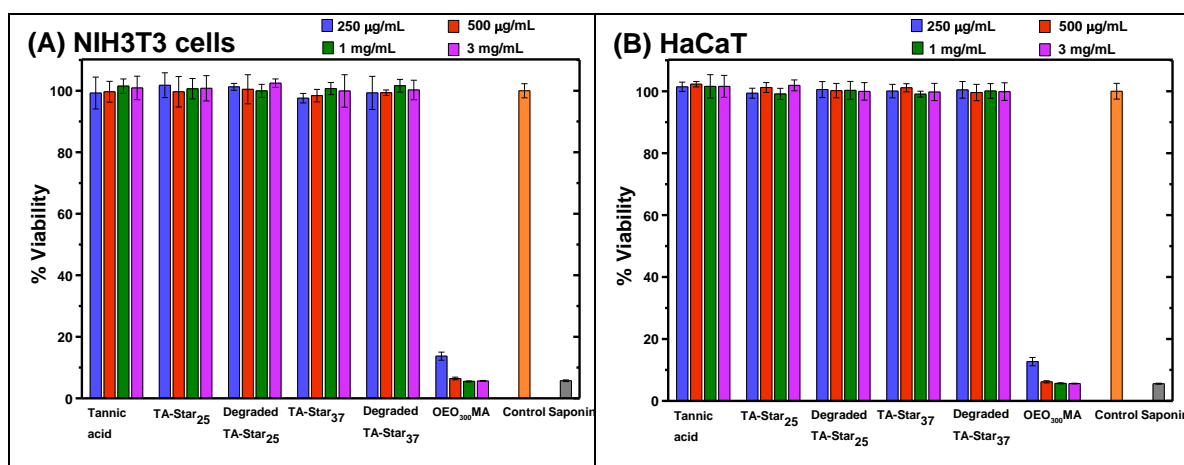 (A) NIH3T3 cells
250 µg/mL 500 µg/mL
1 mg/mL 3 mg/mL
% Viability
100
80
60
40
20
0
Tannic acid
TA-Star25
Degraded TA-Star25
TA-Star37
Degraded TA-Star37
OEO300MA
Control
Saponin
(B) HaCaT
250 µg/mL 500 µg/mL
1 mg/mL 3 mg/mL
% Viability
100
80
60
40
20
0
Tannic acid
TA-Star25
Degraded TA-Star25
TA-Star37
Degraded TA-Star37
OEO300MA
Control
Saponin